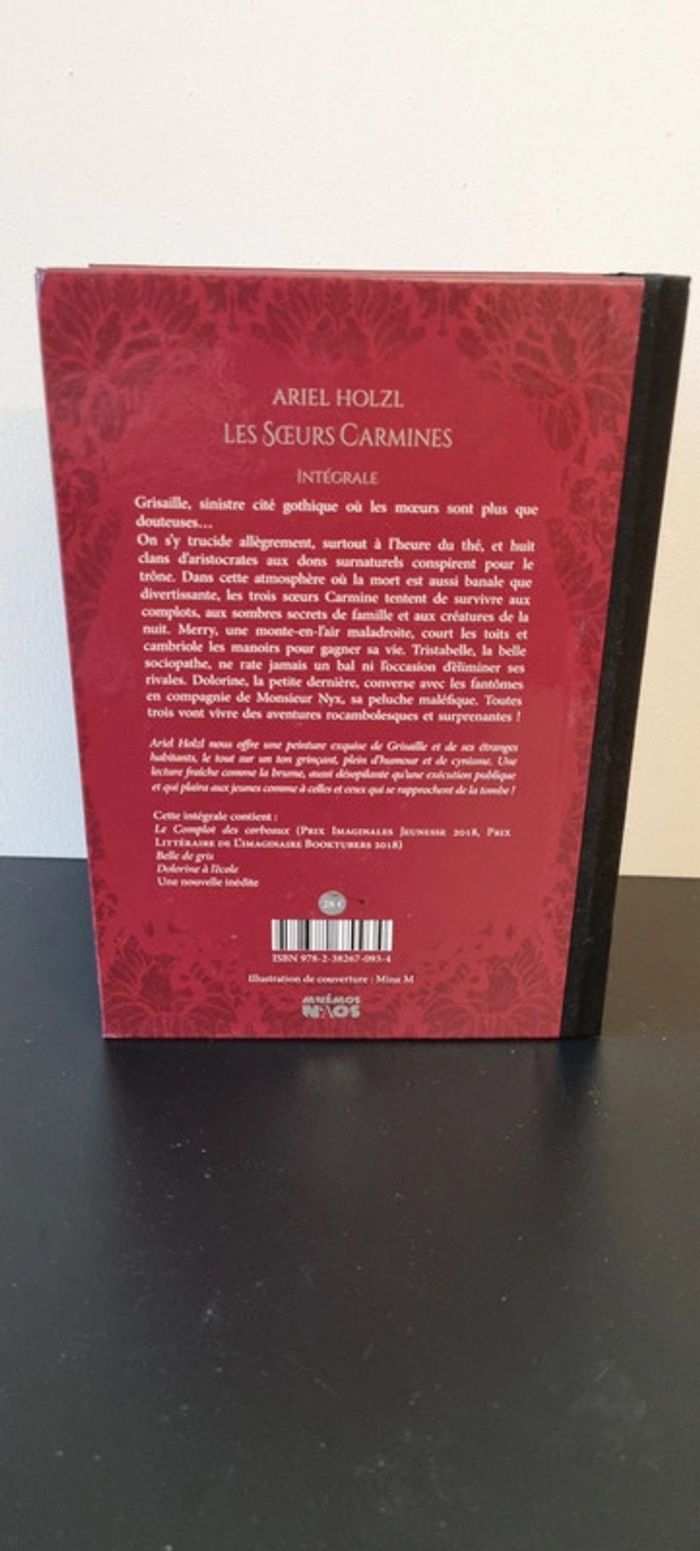 ARIEL HOLZL
LES SŒURS CARMINES
INTÉGRALE
Grisaille, sinistre cité gothique où les mœurs sont plus que
douteuses...
On s'y trucide allègrement, surtout à l'heure du thé, et huit
clans d'aristocrates aux dons surnaturels conspirent pour le
trône. Dans cette atmosphère où la mort est aussi banale que
divertissante, les trois sœurs Carmine tentent de survivre aux
complots, aux sombres secrets de famille et aux créatures de la
nuit. Merry, une monte-en-l'air maladroite, court les toits et
cambriole les manoirs pour gagner sa vie. Tristabelle, la belle
sociopathe, ne rate jamais un bal ni l'occasion d'éliminer ses
rivales. Dolorine, la petite dernière, converse avec les fantômes
en compagnie de Monsieur Nyx, sa peluche maléfique. Toutes
trois vont vivre des aventures rocambolesques et surprenantes !
Ariel Holzl nous offre une peinture exquise de Grisaille et de ses étranges
habitants, le tout sur un ton grinçant, plein d'humour et de cynisme. Une
lecture fraîche comme la brume, aussi désopilante qu'une exécution publique
et qui plaira aux jeunes comme à celles et ceux qui se rapprochent de la tombe !
Cette intégrale contient :
Le Complot des corbeaux (PRIX IMAGINALES JEUNESSE 2018, PRIX
LITTÉRAIRE DE L'IMAGINAIRE BOOKTUBERS 2018)
Belle de gris
Dolorine à l'école
Une nouvelle inédite
28 €
ISBN 978-2-38267-093-4
Illustration de couverture : Mina M
MNÉMOS
NAOS